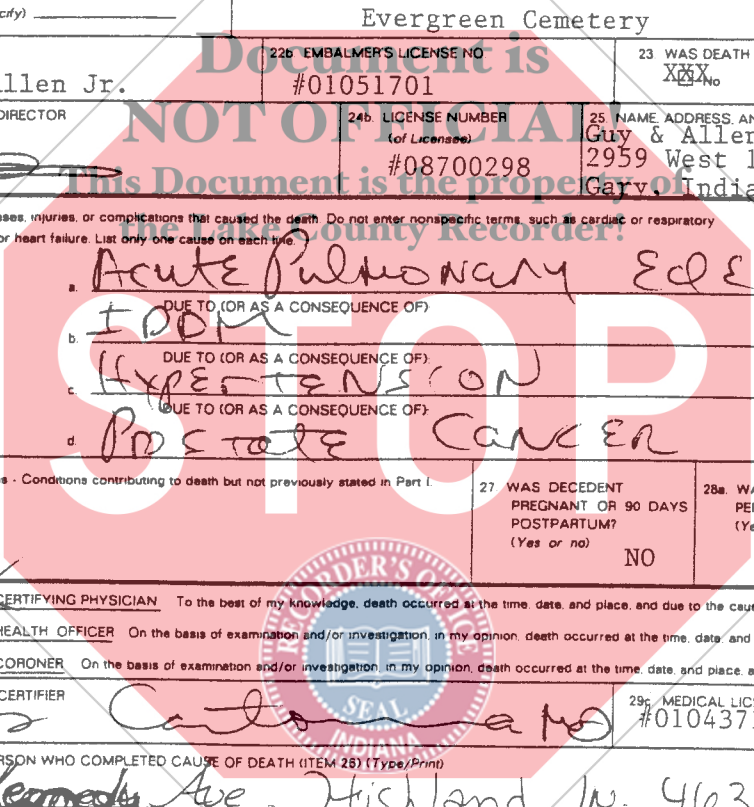 cify)
Evergreen Cemetery
Document is
NOT OFFICIAL!
This Document is the property of
the Lake County Recorder!
STOP
llen Jr.
22b EMBALMER'S LICENSE NO
#01051701
23 WAS DEATH
XXX No
DIRECTOR
24b. LICENSE NUMBER
(of Licensee)
#08700298
25. NAME, ADDRESS, AN
Guy & Allen
2959 West 1
Gary, India
ses, injuries, or complications that caused the death Do not enter nonspecific terms, such as cardiac or respiratory
or heart failure. List only one cause on each line.
a. Acute Pulmonary Ede
DUE TO (OR AS A CONSEQUENCE OF)
b. IDDM
DUE TO (OR AS A CONSEQUENCE OF):
c. Hypertension
DUE TO (OR AS A CONSEQUENCE OF):
d. Prostate Cancer
s - Conditions contributing to death but not previously stated in Part I.
27. WAS DECEDENT
PREGNANT OR 90 DAYS
POSTPARTUM?
(Yes or no)
NO
28a. WA
PE
(Ye
CERTIFYING PHYSICIAN To the best of my knowledge, death occurred at the time, date, and place, and due to the cau
HEALTH OFFICER On the basis of examination and/or investigation, in my opinion, death occurred at the time, date, and
CORONER On the basis of examination and/or investigation, in my opinion, death occurred at the time, date, and place, a
RECORDER'S OFFICE
SEAL
INDIANA
CERTIFIER
MD
29c MEDICAL LIC
#010437
RSON WHO COMPLETED CAUSE OF DEATH (ITEM 26) (Type/Print)
Kennedy Ave. Highland IN. 463